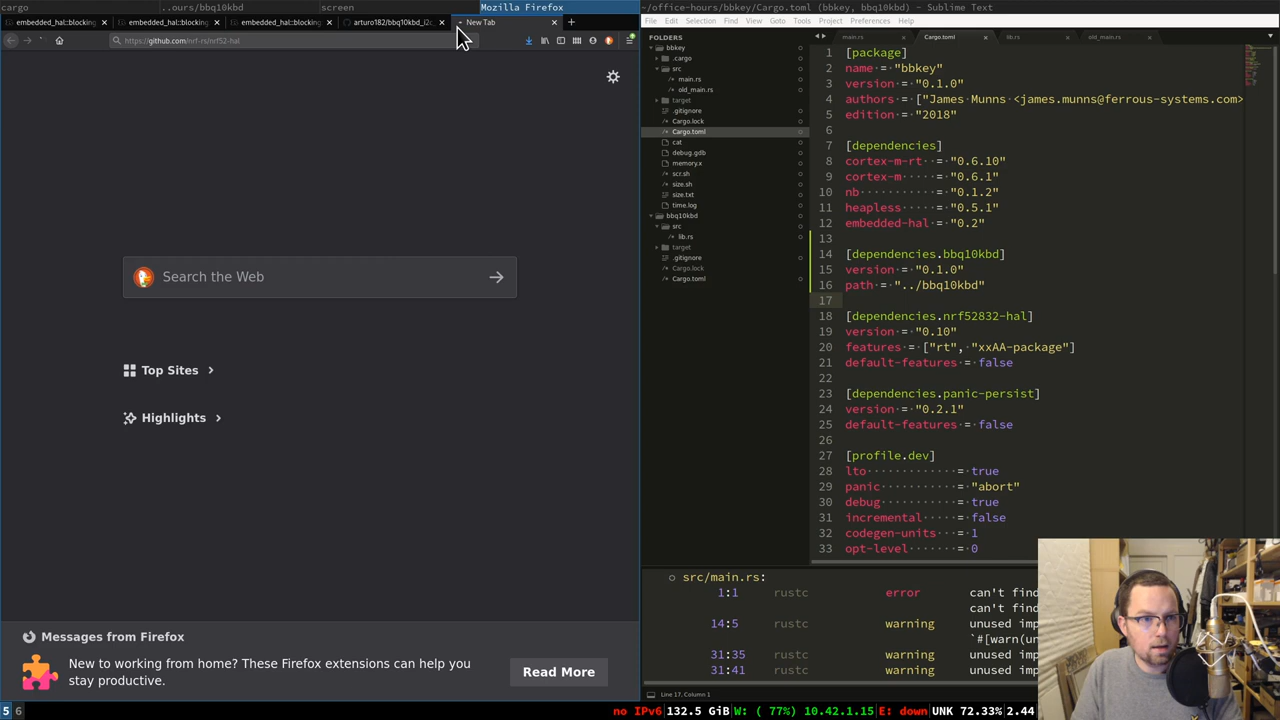 cargo
..ours/bbq10kbd
screen
Mozilla Firefox
~/office-hours/bbkey/Cargo.toml (bbkey, bbq10kbd) - Sublime Text
embedded_hal::blocking
embedded_hal::blocking
embedded_hal::blocking
arturo182/bbq10kbd_i2c
New Tab
File Edit Selection Find View Goto Tools Project Preferences Help
https://github.com/nrf-rs/nrf52-hal
FOLDERS
bbkey
.cargo
src
main.rs
old_main.rs
target
.gitignore
Cargo.lock
Cargo.toml
cat
debug.gdb
memory.x
scr.sh
size.sh
size.txt
time.log
bbq10kbd
src
lib.rs
target
.gitignore
Cargo.lock
Cargo.toml
main.rs
Cargo.toml
lib.rs
old_main.rs
1 [package]
2 name = "bbkey"
3 version = "0.1.0"
4 authors = ["James Munns <james.munns@ferrous-systems.com>
5 edition = "2018"
6
7 [dependencies]
8 cortex-m-rt = "0.6.10"
9 cortex-m····· = "0.6.1"
10 nb··········· = "0.1.2"
11 heapless····· = "0.5.1"
12 embedded-hal = "0.2"
13
14 [dependencies.bbq10kbd]
15 version = "0.1.0"
16 path = "../bbq10kbd"
17
18 [dependencies.nrf52832-hal]
19 version = "0.10"
20 features = ["rt", "xxAA-package"]
21 default-features = false
22
23 [dependencies.panic-persist]
24 version = "0.2.1"
25 default-features = false
26
27 [profile.dev]
28 lto············ = true
29 panic·········· = "abort"
30 debug·········· = true
31 incremental···· = false
32 codegen-units·· = 1
33 opt-level······ = 0
Search the Web
Top Sites
Highlights
Messages from Firefox
New to working from home? These Firefox extensions can help you
stay productive.
Read More
src/main.rs:
1:1 rustc error can't find
can't find
14:5 rustc warning unused imp
`#[warn(un
31:35 rustc warning unused imp
31:41 rustc warning unused imp
Line 17, Column 1
5 6
no IPv6 132.5 GiB W: ( 77%) 10.42.1.15 E: down UNK 72.33% 2.44